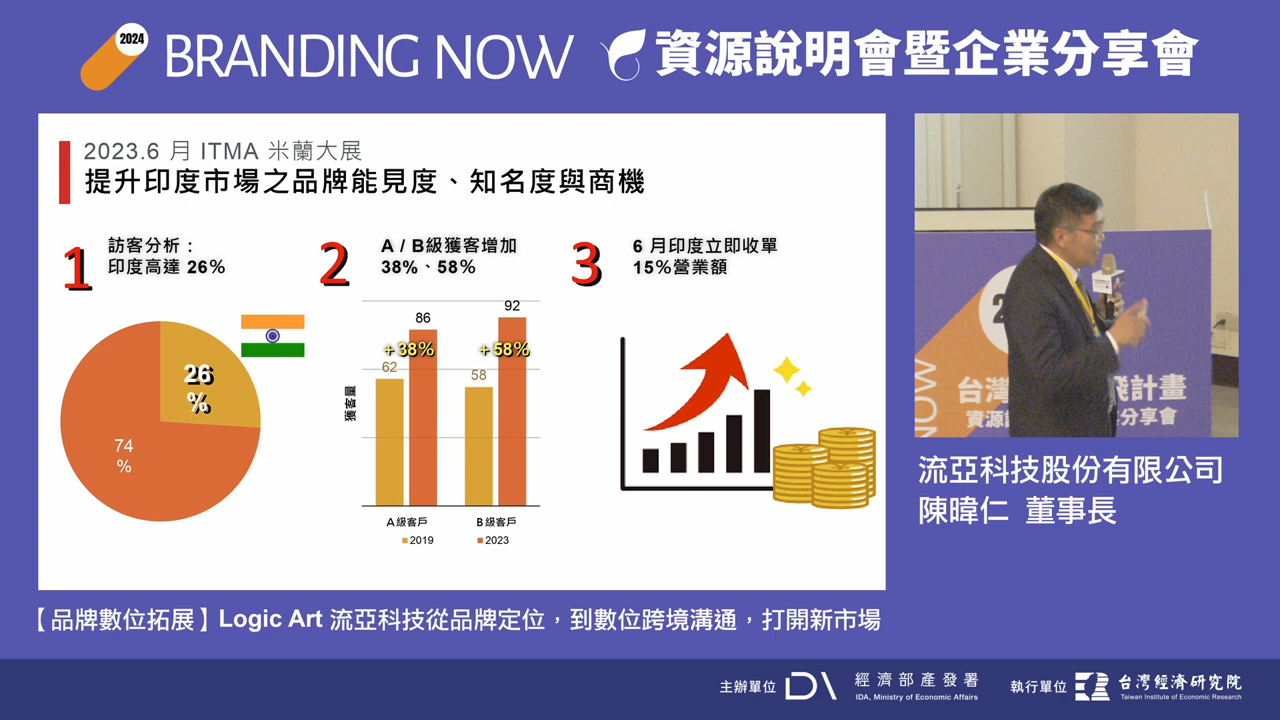 2024
BRANDING NOW 資源說明會暨企業分享會
2023.6 月 ITMA 米蘭大展
提升印度市場之品牌能見度、知名度與商機
1
訪客分析：
印度高達 26%
26
%
74
%
2
A / B級獲客增加
38%、58%
獲客量
62
86
+38%
58
92
+58%
A級客戶
B級客戶
2019
2023
3
6 月印度立即收單
15%營業額
台灣
飛計畫
資源說
業分享會
NOW
流亞科技股份有限公司
陳暐仁 董事長
【品牌數位拓展】Logic Art 流亞科技從品牌定位，到數位跨境溝通，打開新市場
主辦單位
IDA
經濟部產發署
IDA, Ministry of Economic Affairs
執行單位
台灣經濟研究院
Taiwan Institute of Economic Research